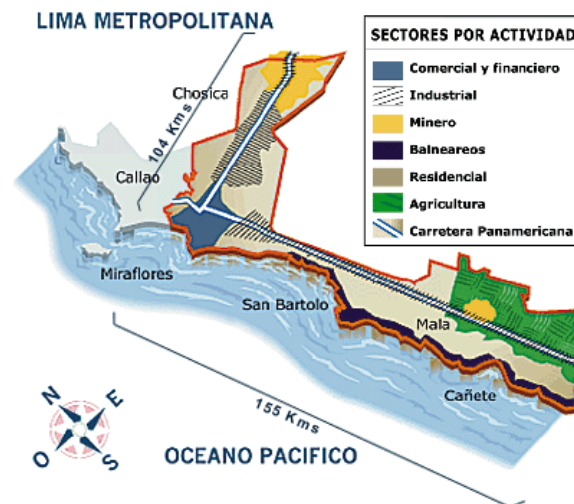 LIMA METROPOLITANA
SECTORES POR ACTIVIDAD
Comercial y financiero
Industrial
Minero
Balneareos
Residencial
Agricultura
Carretera Panamericana
Chosica
104 Kms
Callao
Miraflores
San Bartolo
Mala
Cañete
155 Kms
N
E
O
S
OCEANO PACIFICO